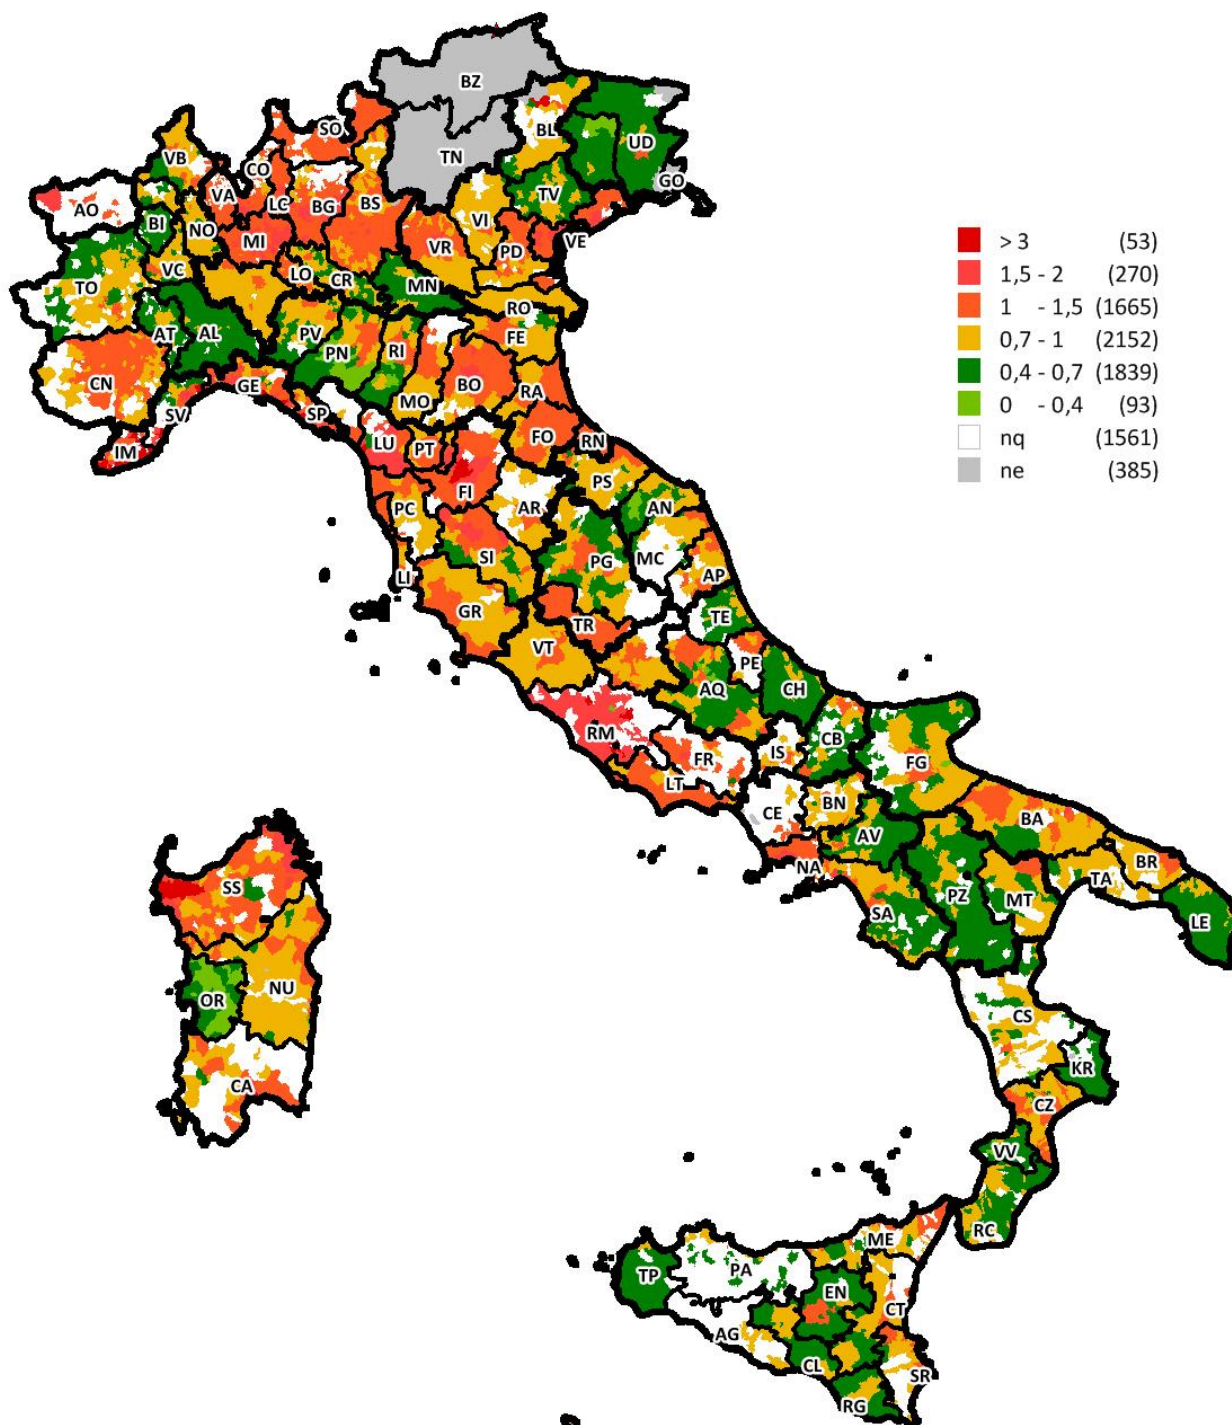 BZ
SO
BL
UD
VB
TN
CO
GO
VA
LC
BG
BS
TV
AO
BI
NO
VI
MI
VR
PD
VE
VC
TO
LO
CR
MN
RO
AT
AL
PV
PN
RI
FE
CN
GE
BO
MO
RA
SV
SP
LU
PT
FO
RN
IM
FI
PS
PC
AR
AN
SI
PG
MC
LI
AP
GR
TE
TR
VT
PE
AQ
CH
RM
CB
IS
FR
FG
LT
CE
BN
BA
AV
BR
NA
TA
SS
PZ
MT
SA
LE
NU
OR
CS
CA
KR
CZ
VV
RC
ME
TP
PA
EN
CT
AG
CL
SR
RG
> 3 (53)
1,5 - 2 (270)
1 - 1,5 (1665)
0,7 - 1 (2152)
0,4 - 0,7 (1839)
0 - 0,4 (93)
nq (1561)
ne (385)